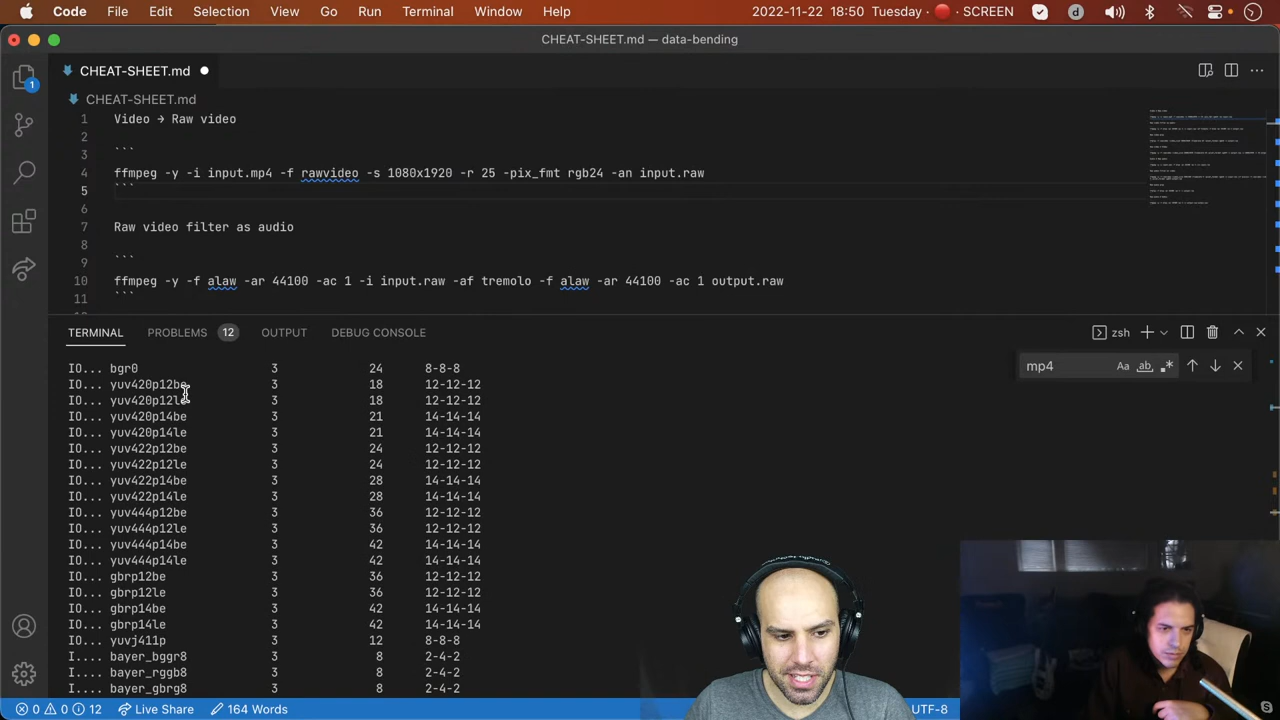 Code File Edit Selection View Go Run Terminal Window Help 2022-11-22 18:50 Tuesday SCREEN d
CHEAT-SHEET.md — data-bending
CHEAT-SHEET.md
1
CHEAT-SHEET.md
1 Video → Raw video
2
3 ```
4 ffmpeg -y -i input.mp4 -f rawvideo -s 1080x1920 -r 25 -pix_fmt rgb24 -an input.raw
5 ```
6
7 Raw video filter as audio
8
9 ```
10 ffmpeg -y -f alaw -ar 44100 -ac 1 -i input.raw -af tremolo -f alaw -ar 44100 -ac 1 output.raw
11 ```
TERMINAL PROBLEMS 12 OUTPUT DEBUG CONSOLE zsh
mp4 Aa ab
IO... bgr0 3 24 8-8-8
IO... yuv420p12be 3 18 12-12-12
IO... yuv420p12le 3 18 12-12-12
IO... yuv420p14be 3 21 14-14-14
IO... yuv420p14le 3 21 14-14-14
IO... yuv422p12be 3 24 12-12-12
IO... yuv422p12le 3 24 12-12-12
IO... yuv422p14be 3 28 14-14-14
IO... yuv422p14le 3 28 14-14-14
IO... yuv444p12be 3 36 12-12-12
IO... yuv444p12le 3 36 12-12-12
IO... yuv444p14be 3 42 14-14-14
IO... yuv444p14le 3 42 14-14-14
IO... gbrp12be 3 36 12-12-12
IO... gbrp12le 3 36 12-12-12
IO... gbrp14be 3 42 14-14-14
IO... gbrp14le 3 42 14-14-14
IO... yuvj411p 3 12 8-8-8
I.... bayer_bggr8 3 8 2-4-2
I.... bayer_rggb8 3 8 2-4-2
I.... bayer_gbrg8 3 8 2-4-2
0 0 12 Live Share 164 Words UTF-8